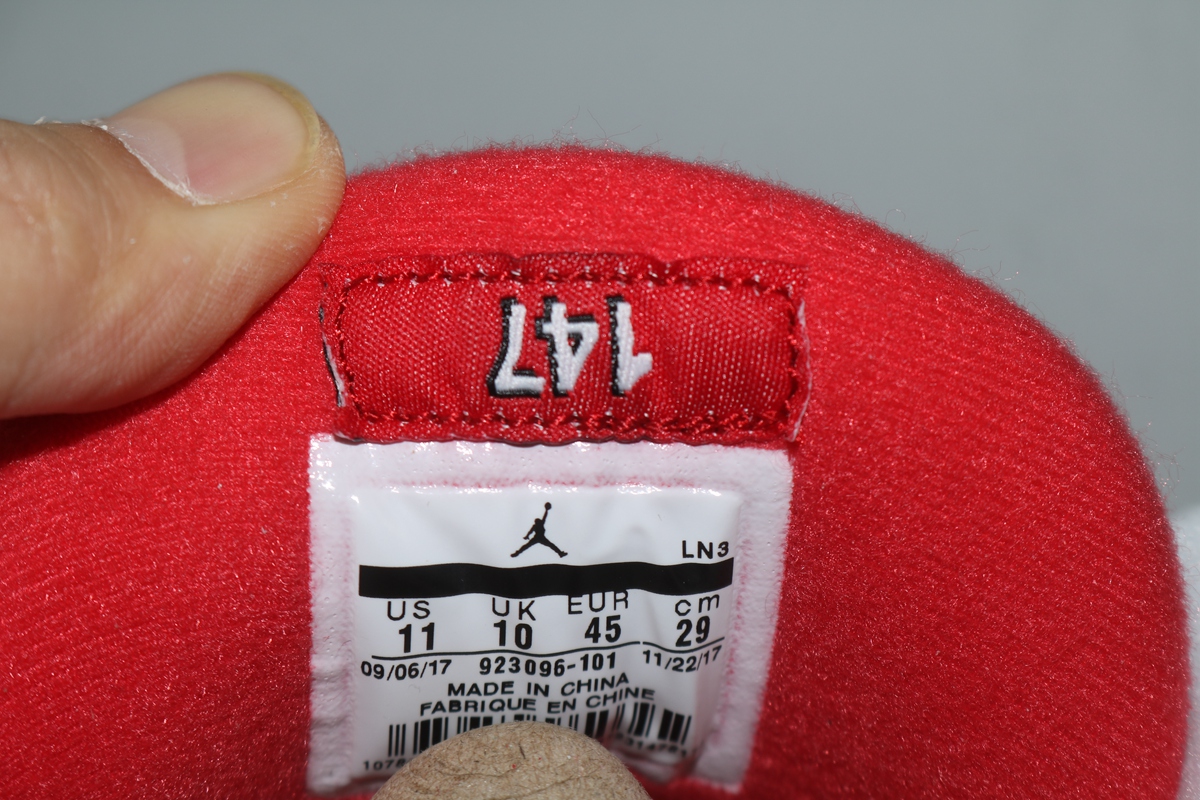 147
LN3
US UK EUR cm
11 10 45 29
09/06/17 923096-101 11/22/17
MADE IN CHINA
FABRIQUE EN CHINE